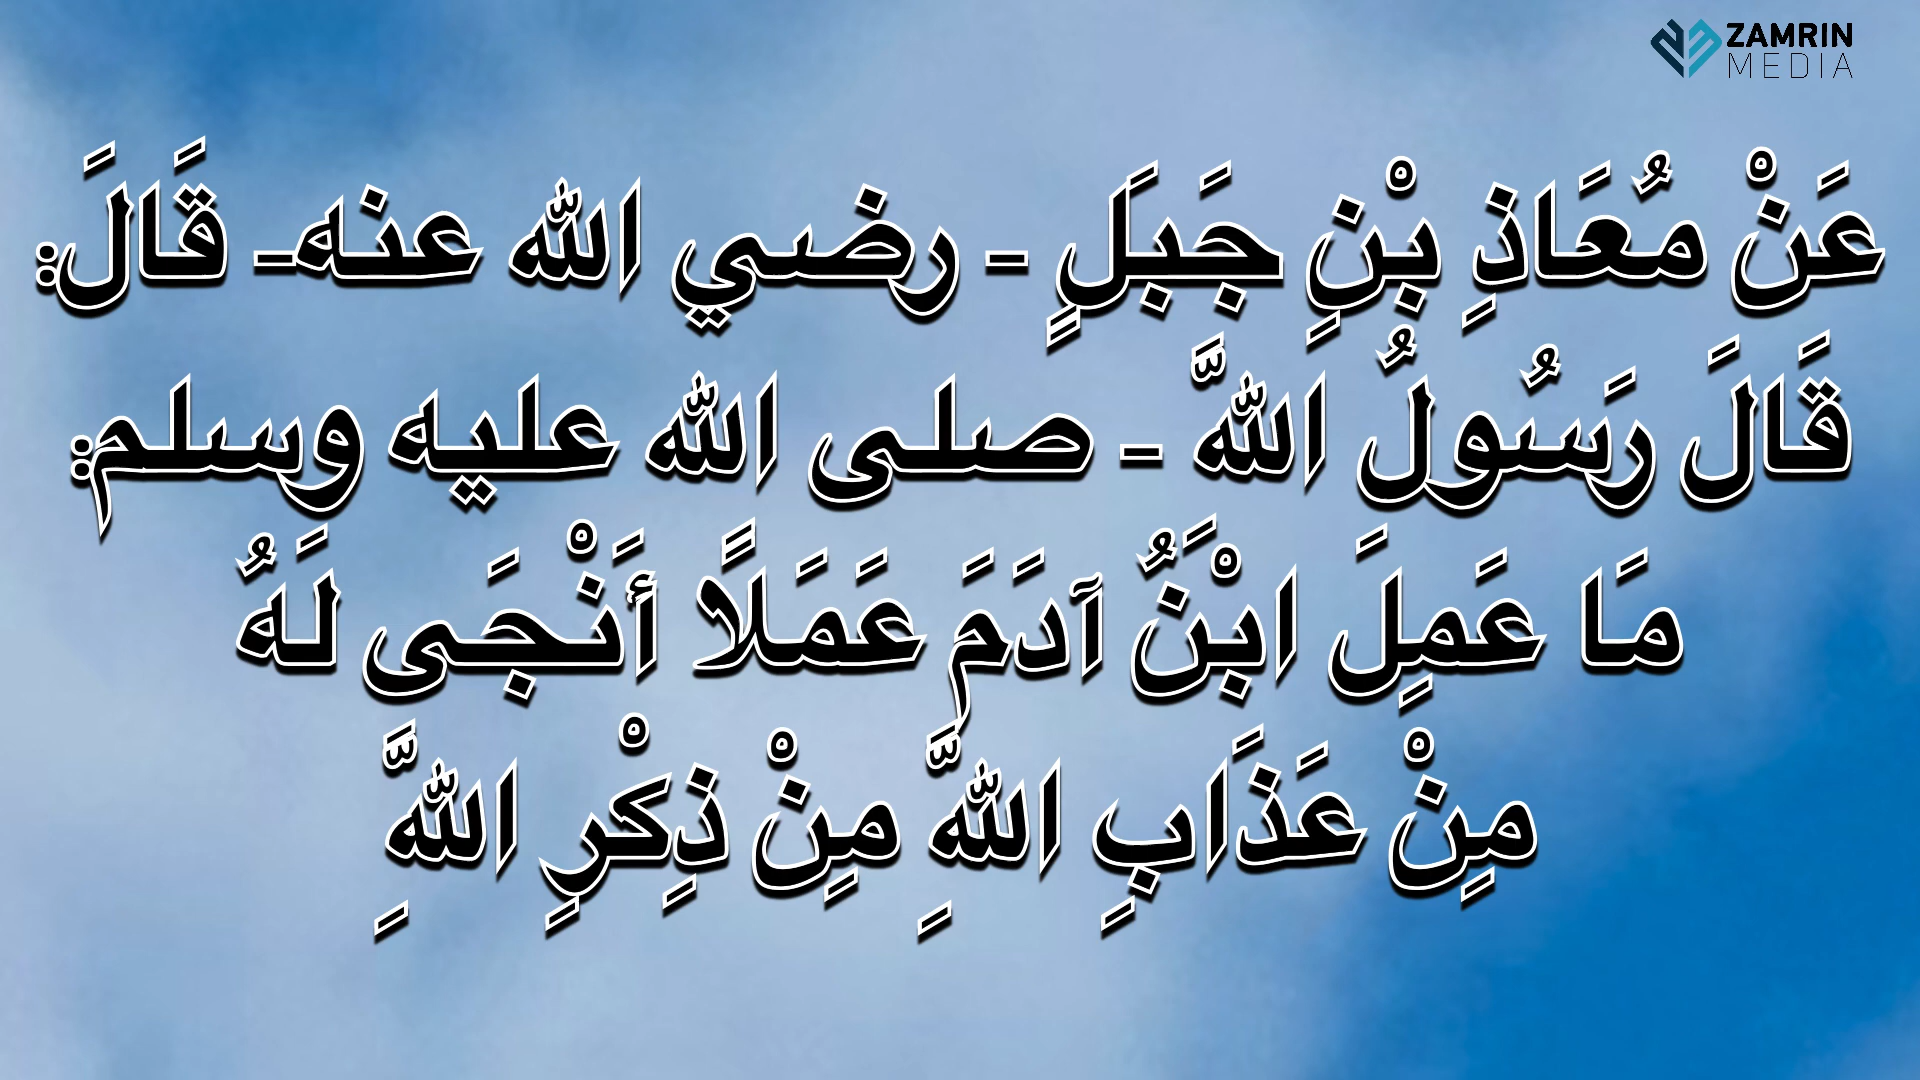 ZAMRIN
MEDIA
عَنْ مُعَاذِ بْنِ جَبَلٍ - رضي الله عنه- قَالَ:
قَالَ رَسُولُ اللَّه - صلى الله عليه وسلم:
مَا عَمِلَ ابْنُ آدَمَ عَمَلًا أَنْجَى لَهُ
مِنْ عَذَابِ اللَّهِ مِنْ ذِكْرِ اللَّهِ